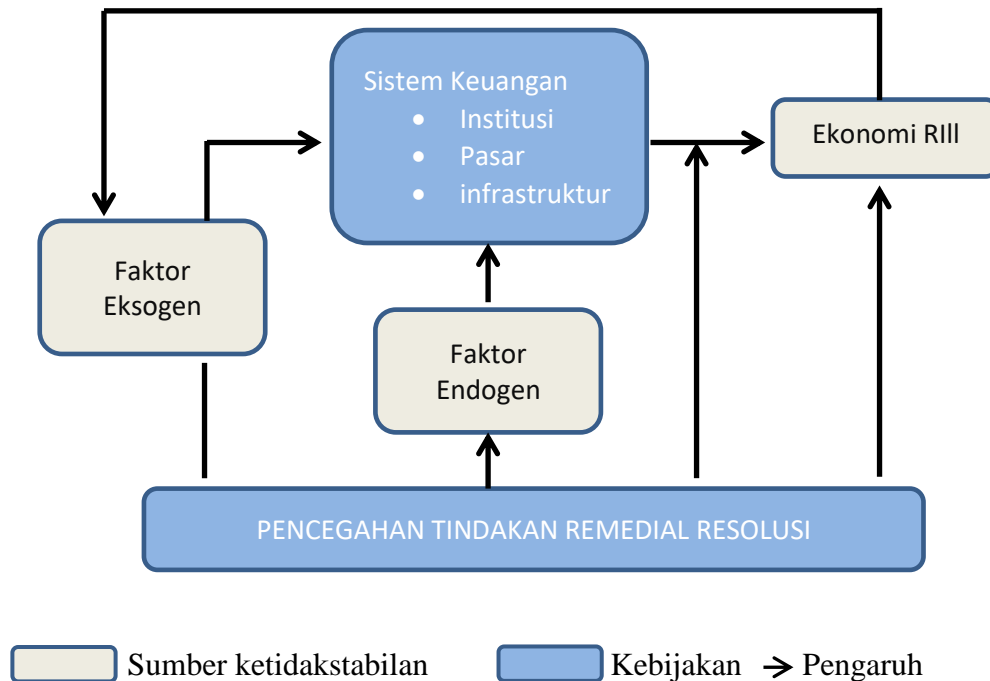 Sistem Keuangan
• Institusi
• Pasar
• infrastruktur
Ekonomi RIll
Faktor
Eksogen
Faktor
Endogen
PENCEGAHAN TINDAKAN REMEDIAL RESOLUSI
Sumber ketidakstabilan
Kebijakan
Pengaruh